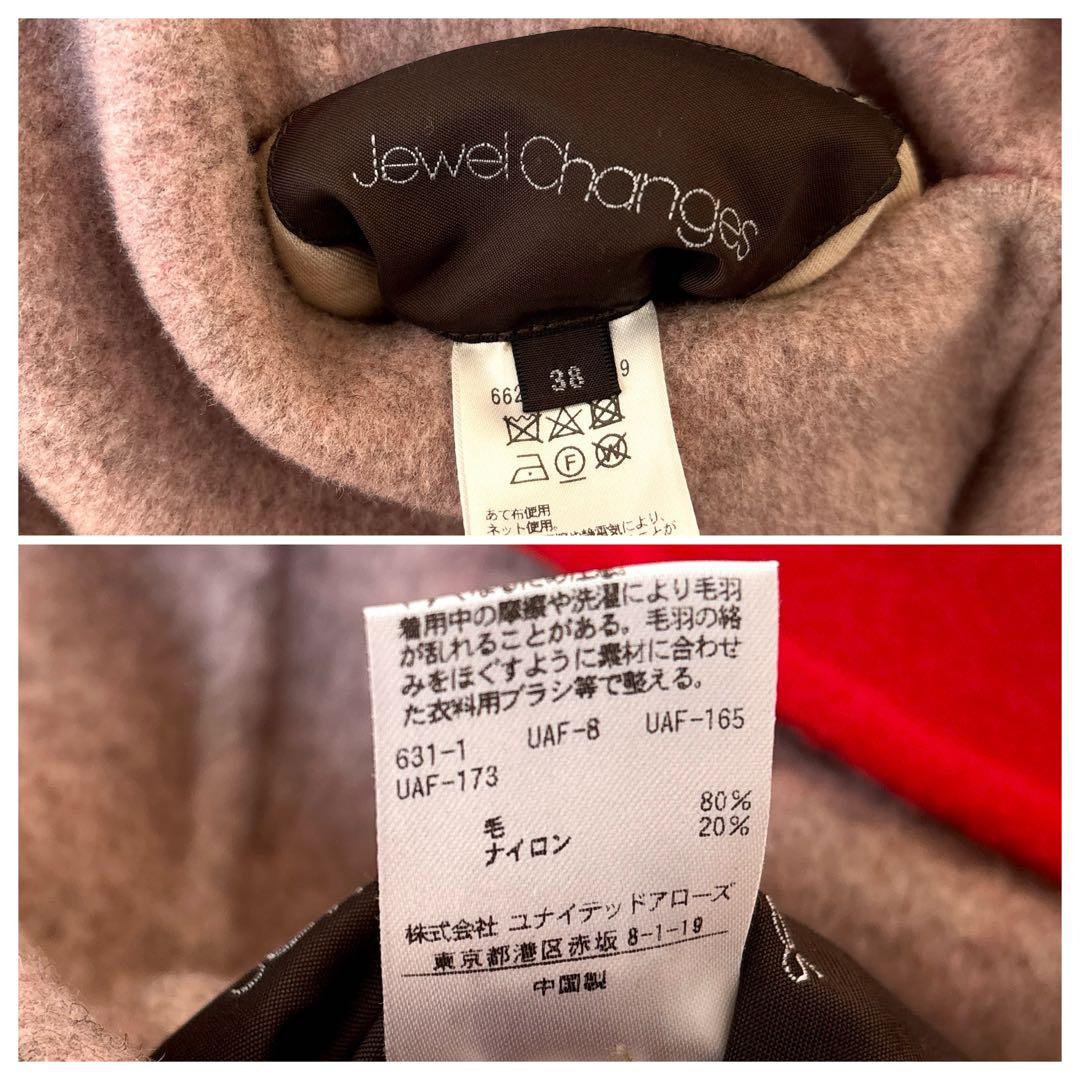 Jewel Changes
38
662 9
F
W
あて布使用
ネット使用。
着用中の摩擦や洗濯により毛羽
が乱れることがある。毛羽の絡
みをほぐすように素材に合わせ
た衣料用ブラシ等で整える。
631-1 UAF-8 UAF-165
UAF-173
毛 80%
ナイロン 20%
株式会社 ユナイテッドアローズ
東京都港区赤坂 8-1-19
中国製